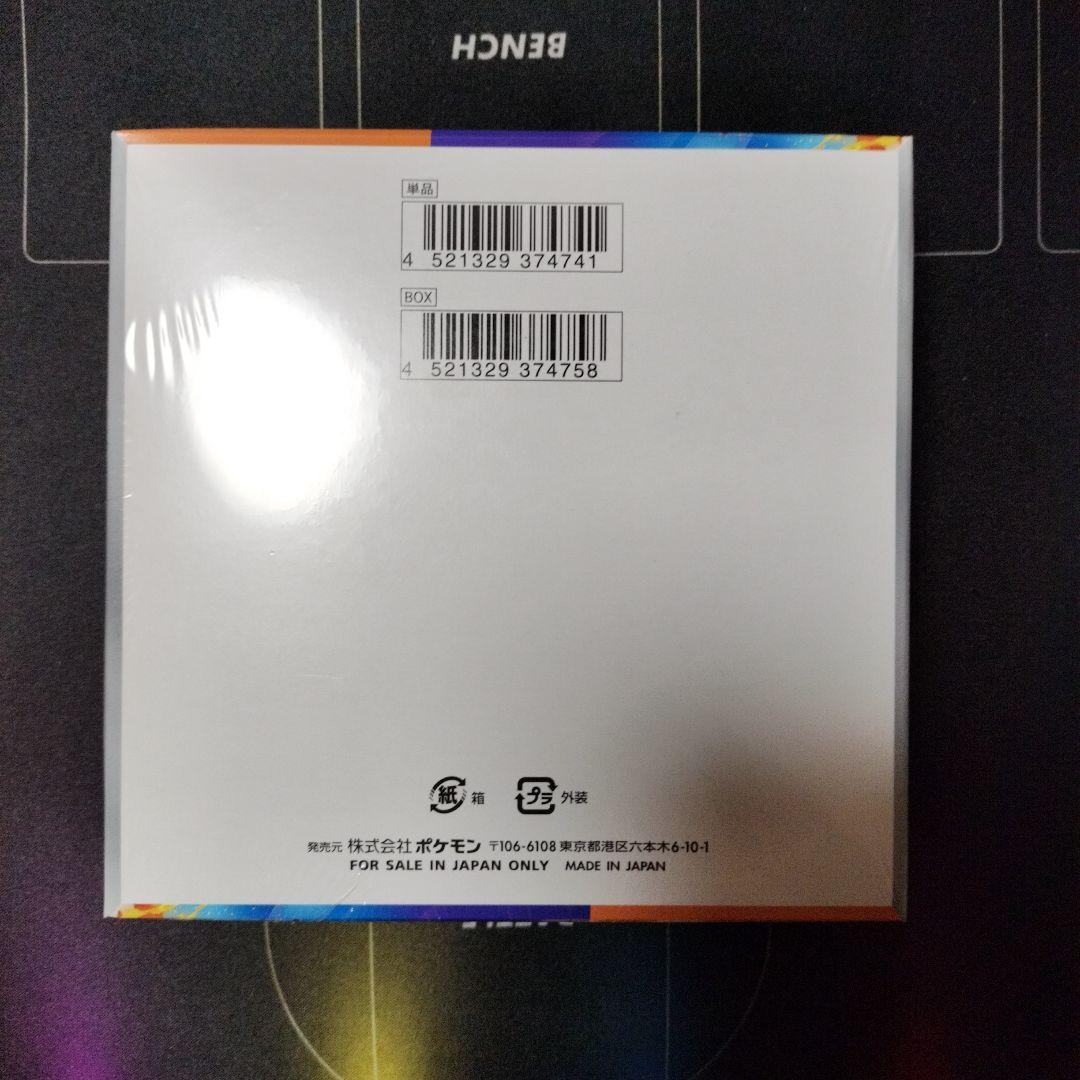 BENCH
単品
4 521329 374741
BOX
4 521329 374758
紙 箱 プラ 外装
発売元 株式会社 ポケモン 〒106-6108 東京都港区六本木6-10-1
FOR SALE IN JAPAN ONLY MADE IN JAPAN